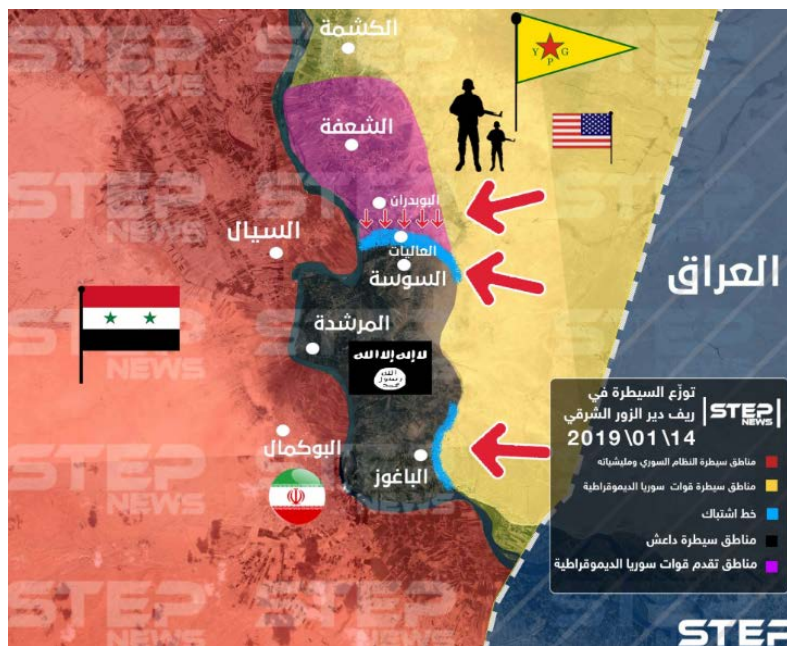 الكشمة
Y P G
الشعفة
البوبدران
العاليات
السوسة
السيال
العراق
المرشدة
لا إله إلا الله
الله رسول محمد
البوكمال
الباغوز
STEP NEWS
توزّع السيطرة في
ريف دير الزور الشرقي
2019\01\14
مناطق سيطرة النظام السوري ومليشياته
مناطق سيطرة قوات سوريا الديموقراطية
خط اشتباك
مناطق سيطرة داعش
مناطق تقدم قوات سوريا الديموقراطية
STEP
NEWS